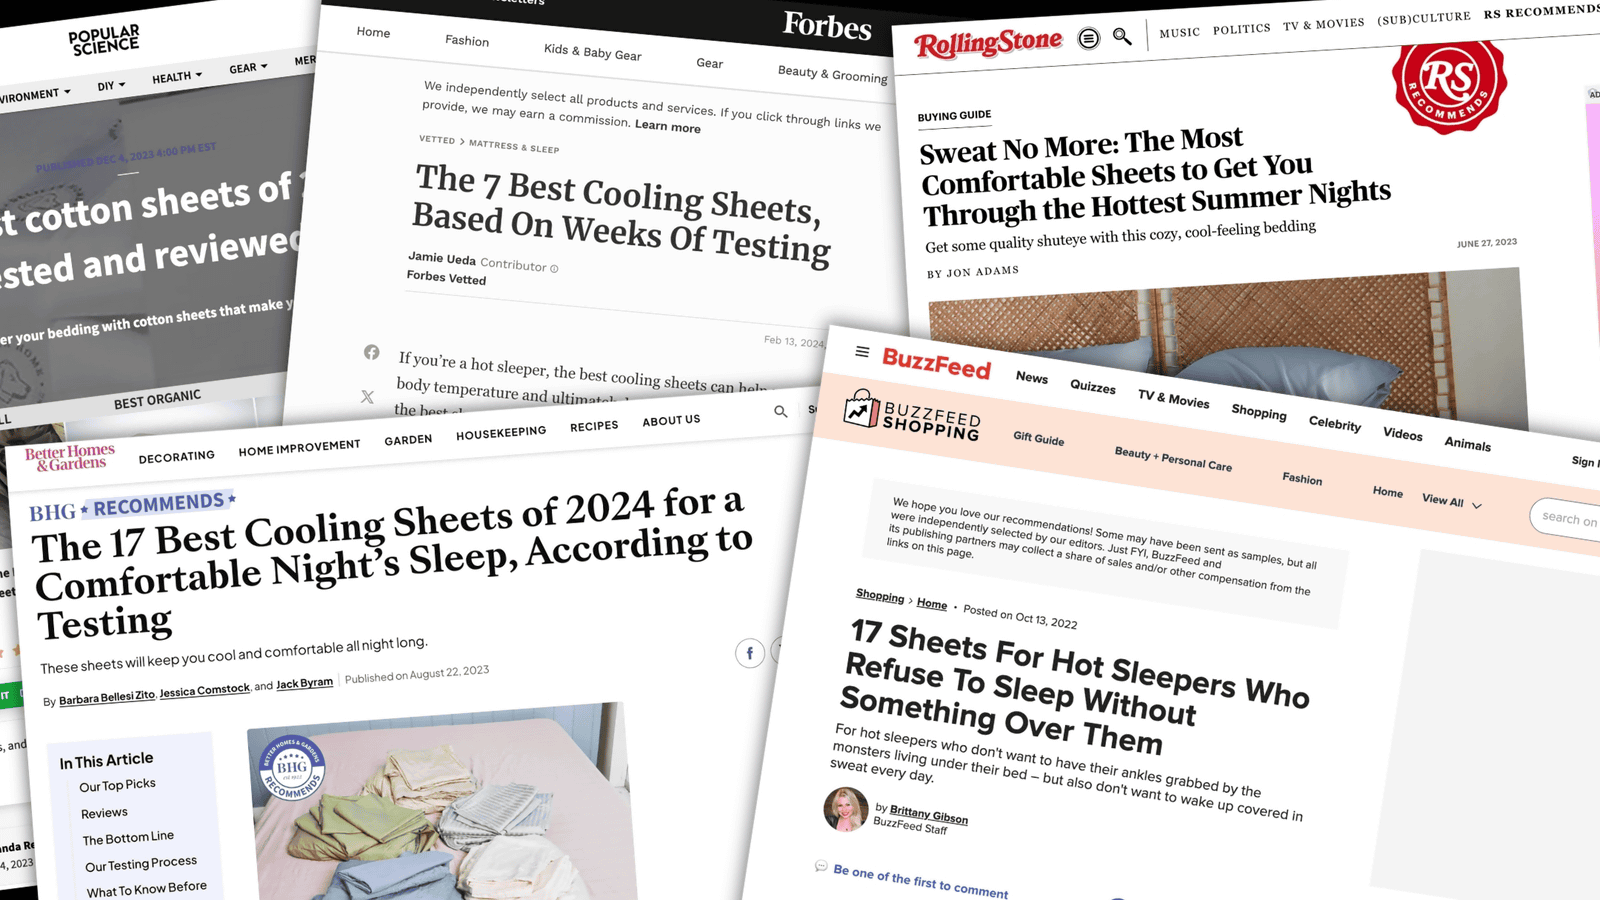 POPULAR
SCIENCE
DIY
HEALTH
GEAR
PUBLISHED DEC 4, 2023 4:00 PM EST
cotton sheets of
and reviewed
your bedding with cotton sheets that make
BEST ORGANIC
Forbes
Home
Fashion
Kids & Baby Gear
Gear
Beauty & Grooming
We independently select all products and services. If you click through links we
provide, we may earn a commission. Learn more
VETTED > MATTRESS & SLEEP
The 7 Best Cooling Sheets,
Based On Weeks Of Testing
Jamie Ueda Contributor
Forbes Vetted
Feb 13, 2024,
If you're a hot sleeper, the best cooling sheets can help
body temperature and
the best
RollingStone
MUSIC
POLITICS
TV & MOVIES
(SUB)CULTURE
RS RECOMMENDS
RS
RECOMMENDS
BUYING GUIDE
Sweat No More: The Most
Comfortable Sheets to Get You
Through the Hottest Summer Nights
Get some quality shuteye with this cozy, cool-feeling bedding
JUNE 27, 2023
BY JON ADAMS
Better Homes
& Gardens
DECORATING
HOME IMPROVEMENT
GARDEN
HOUSEKEEPING
RECIPES
ABOUT US
BHG ★ RECOMMENDS ★
The 17 Best Cooling Sheets of 2024 for a
Comfortable Night's Sleep, According to
Testing
These sheets will keep you cool and comfortable all night long.
By Barbara Bellesi Zito, Jessica Comstock, and Jack Byram | Published on August 22, 2023
In This Article
Our Top Picks
Reviews
The Bottom Line
Our Testing Process
What To Know Before
BETTER HOMES & GARDENS
BHG
RECOMMENDS
BuzzFeed
News
Quizzes
TV & Movies
Shopping
Celebrity
Videos
Animals
Sign
BUZZFEED
SHOPPING
Gift Guide
Beauty + Personal Care
Fashion
Home
View All
search on
We hope you love our recommendations! Some may have been sent as samples, but all
were independently selected by our editors. Just FYI, BuzzFeed and
its publishing partners may collect a share of sales and/or other compensation from the
links on this page.
Shopping > Home • Posted on Oct 13, 2022
17 Sheets For Hot Sleepers Who
Refuse To Sleep Without
Something Over Them
For hot sleepers who don't want to have their ankles grabbed by the
monsters living under their bed – but also don't want to wake up covered in
sweat every day.
by Brittany Gibson
BuzzFeed Staff
Be one of the first to comment